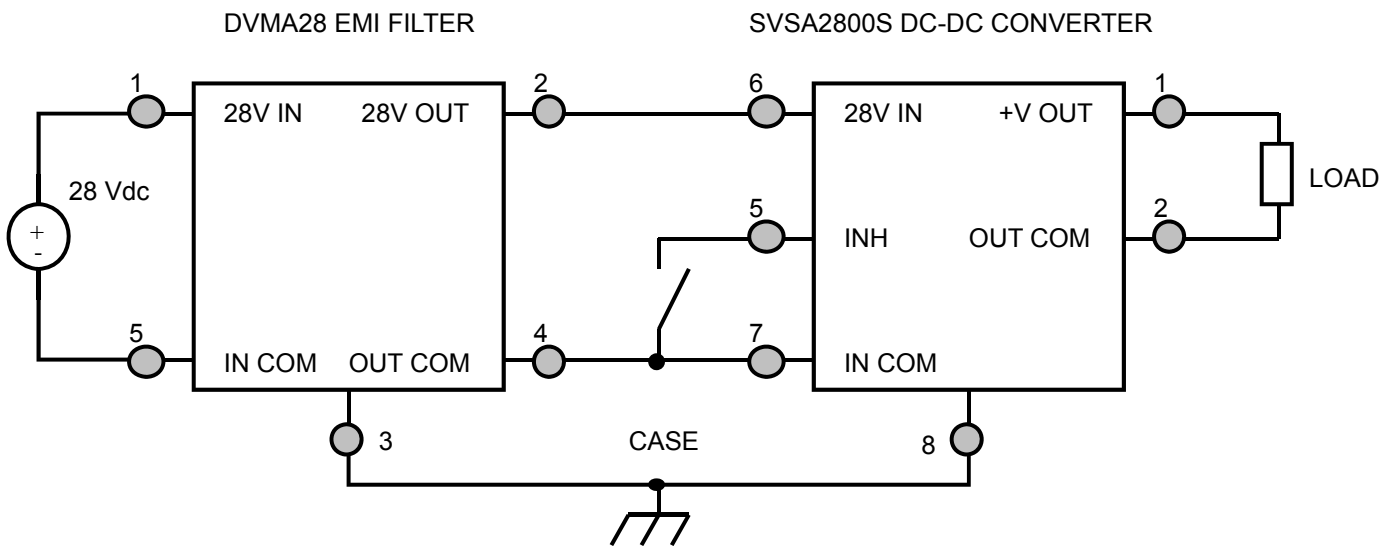 DVMA28 EMI FILTER
SVSA2800S DC-DC CONVERTER
1
2
6
1
28V IN
28V OUT
28V IN
+V OUT
28 Vdc
LOAD
5
2
+
-
INH
OUT COM
5
4
7
IN COM
OUT COM
IN COM
3
CASE
8